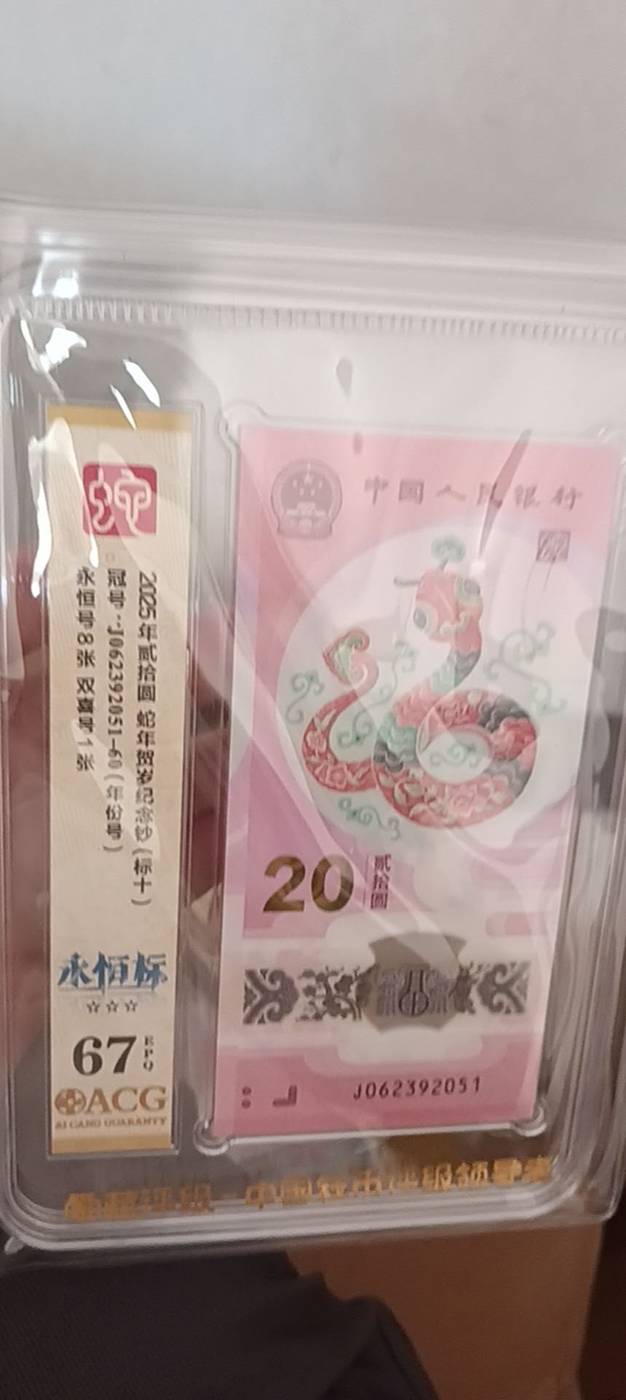 蛇
2025年贰拾圆 蛇年贺岁纪念钞(标十)
冠号:J062392051-60(年份号)
永恒号8张 双喜号1张
永恒标
☆☆☆
67 EPQ
ACG
AI CANG GUARANTY
中国人民银行
20 贰拾圆
J062392051